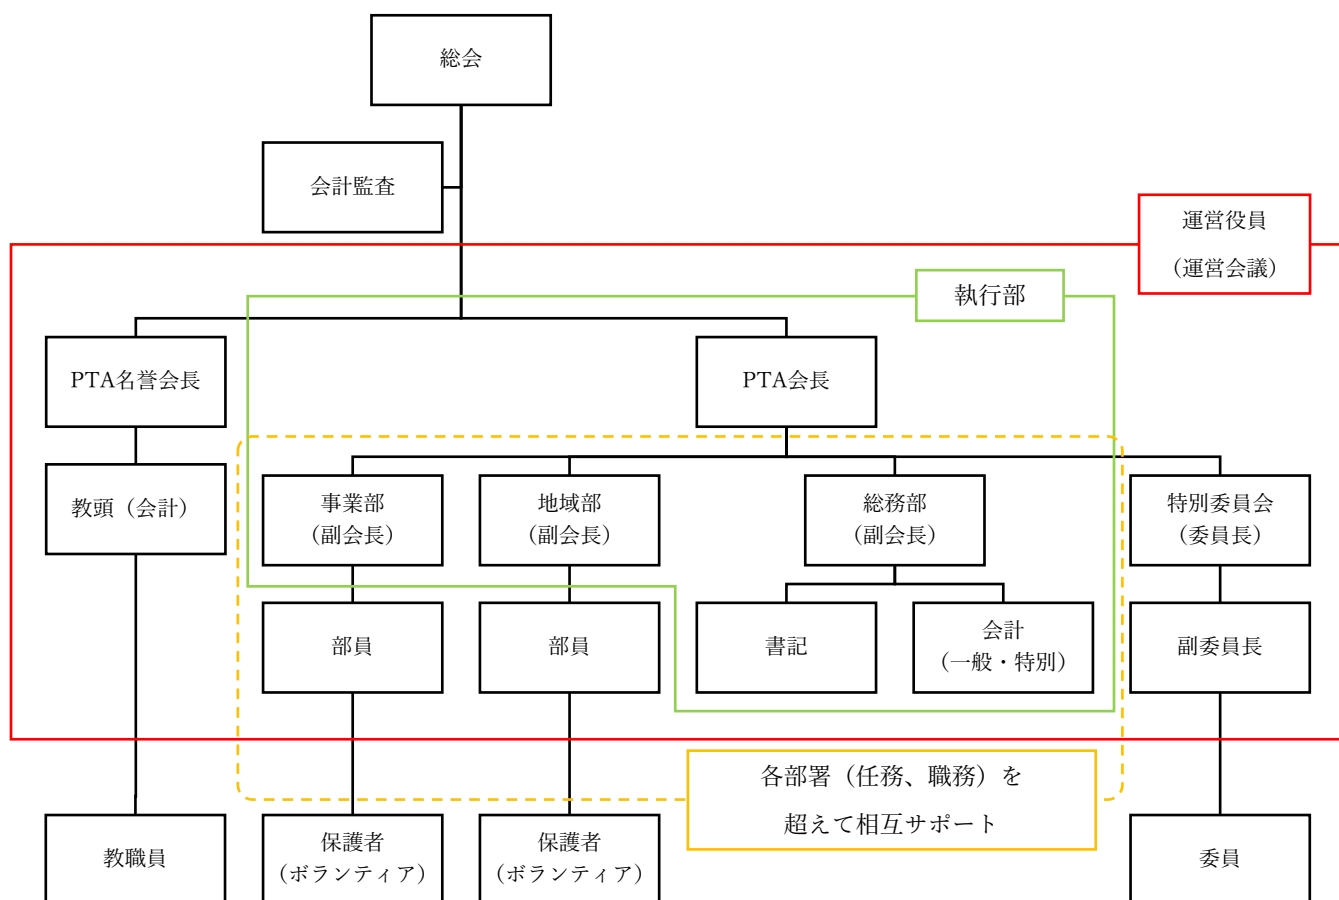 総会
会計監査
運営役員
（運営会議）
執行部
PTA名誉会長
PTA会長
教頭（会計）
事業部
（副会長）
地域部
（副会長）
総務部
（副会長）
特別委員会
（委員長）
部員
部員
書記
会計
（一般・特別）
副委員長
各部署（任務、職務）を
超えて相互サポート
教職員
保護者
（ボランティア）
保護者
（ボランティア）
委員